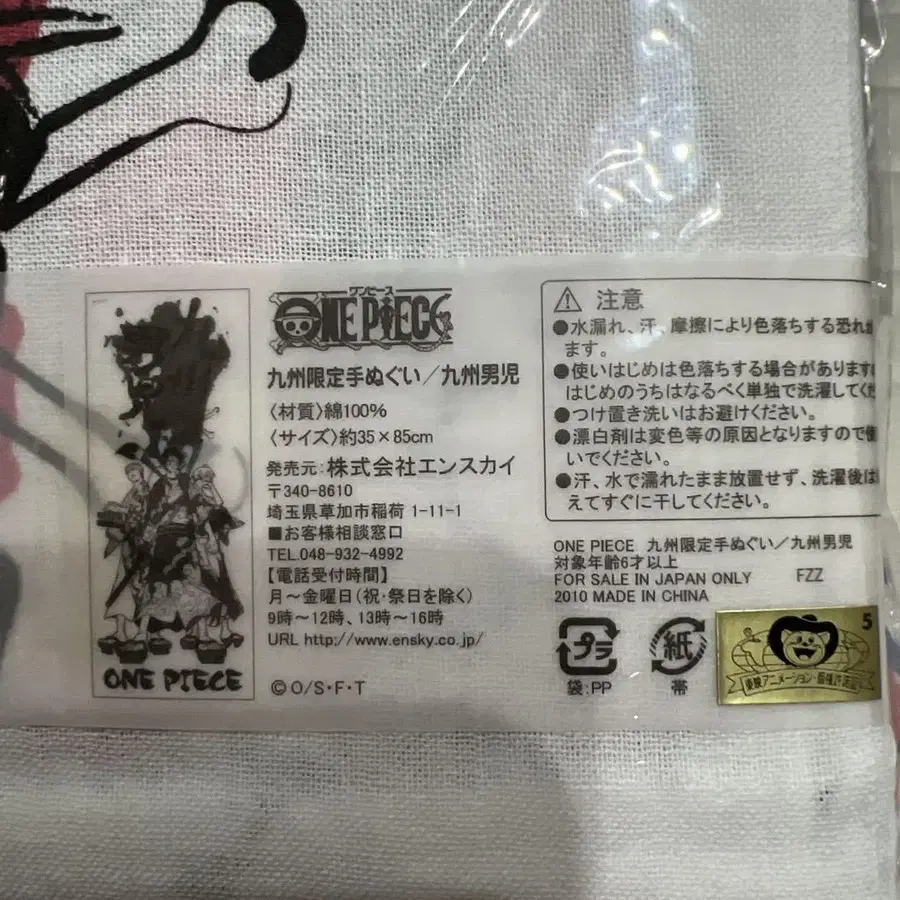 ワンピース
ONE PIECE
九州限定手ぬぐい/九州男児
〈材質〉綿100%
〈サイズ〉約35×85cm
発売元:株式会社エンスカイ
〒340-8610
埼玉県草加市稲荷 1-11-1
■お客様相談窓口
TEL.048-932-4992
【電話受付時間】
月~金曜日(祝・祭日を除く)
9時~12時、13時~16時
URL http://www.ensky.co.jp/
©O/S・F・T
ONE PIECE
⚠ 注意
●水漏れ、汗、摩擦により色落ちする恐れが
ます。
●使いはじめは色落ちする場合があります
はじめのうちはなるべく単独で洗濯してくだ
●つけ置き洗いはお避けください。
●漂白剤は変色等の原因となりますので使
いでください。
●汗、水で濡れたまま放置せず、洗濯後は
えてすぐに干してください。
ONE PIECE 九州限定手ぬぐい/九州男児
対象年齢6才以上
FOR SALE IN JAPAN ONLY FZZ
2010 MADE IN CHINA
プラ
袋:PP
紙
帯
5
東映アニメーション